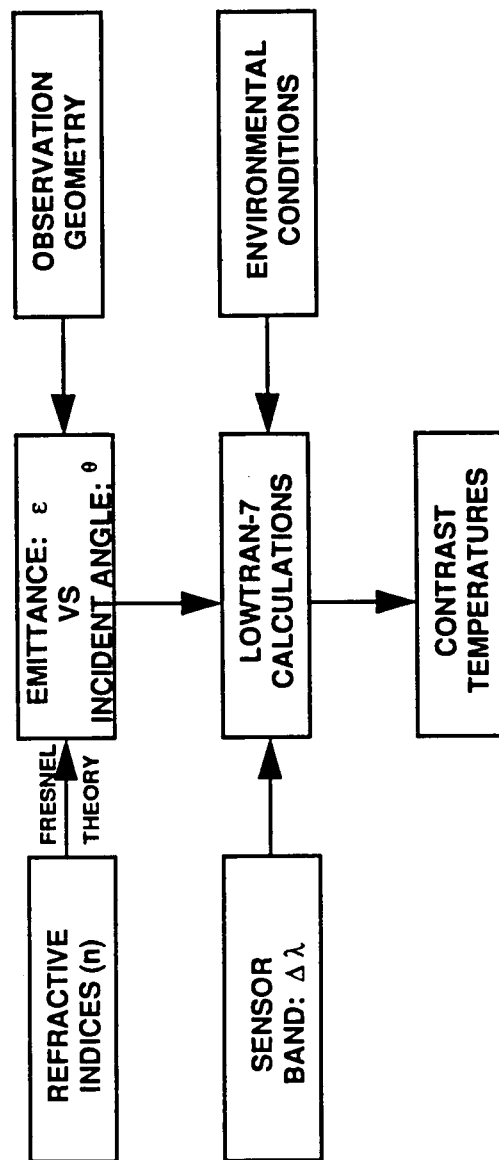 REFRACTIVE
INDICES (n)
FRESNEL
THEORY
EMITTANCE: ε
VS
INCIDENT ANGLE: θ
OBSERVATION
GEOMETRY
SENSOR
BAND: Δ λ
LOWTRAN-7
CALCULATIONS
ENVIRONMENTAL
CONDITIONS
CONTRAST
TEMPERATURES